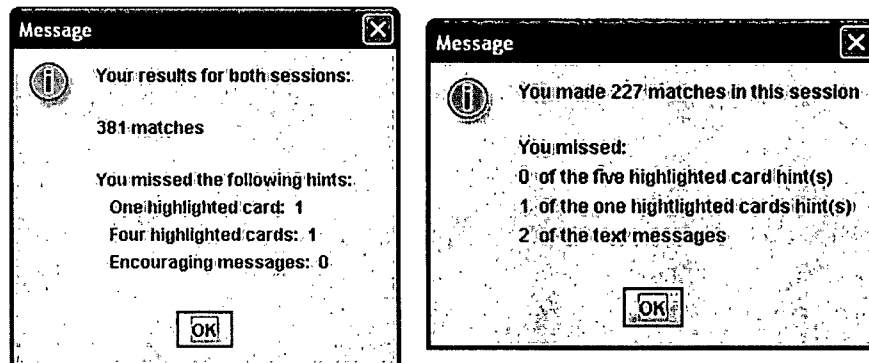 Message
Your results for both sessions:
381 matches
You missed the following hints:
One highlighted card: 1
Four highlighted cards: 1
Encouraging messages: 0
OK
Message
You made 227 matches in this session
You missed:
0 of the five highlighted card hint(s)
1 of the one hightlighted cards hint(s)
2 of the text messages
OK